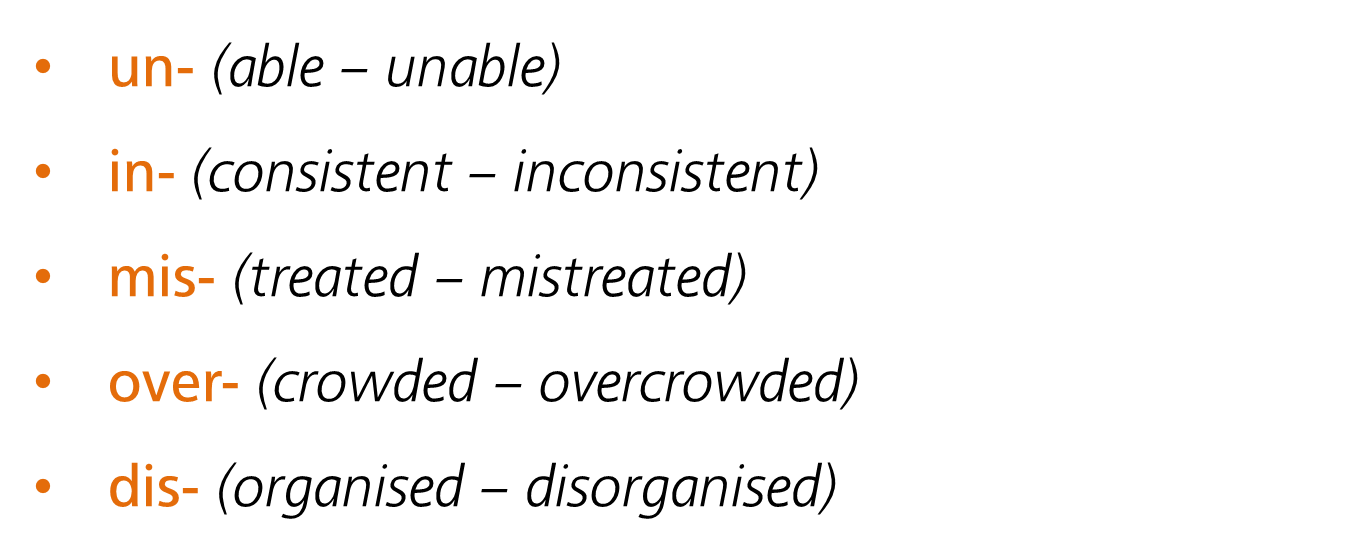 • un- (able – unable)
• in- (consistent – inconsistent)
• mis- (treated – mistreated)
• over- (crowded – overcrowded)
• dis- (organised – disorganised)